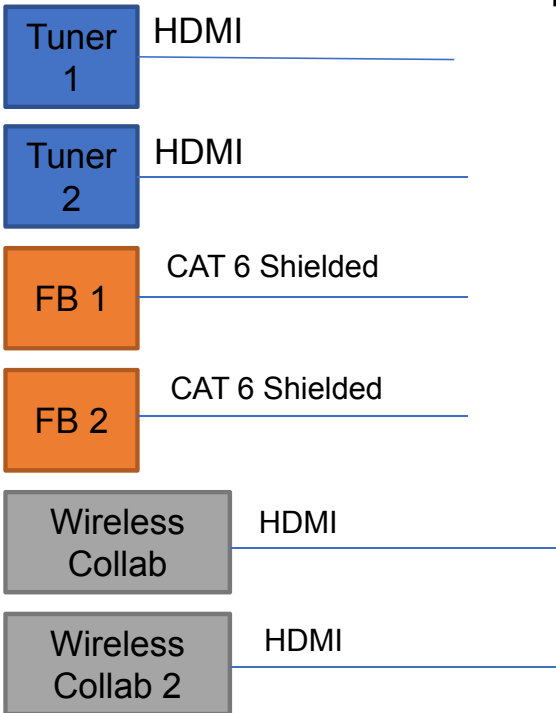 Tuner
1
HDMI
Tuner
2
HDMI
FB 1
CAT 6 Shielded
FB 2
CAT 6 Shielded
Wireless
Collab
HDMI
Wireless
Collab 2
HDMI